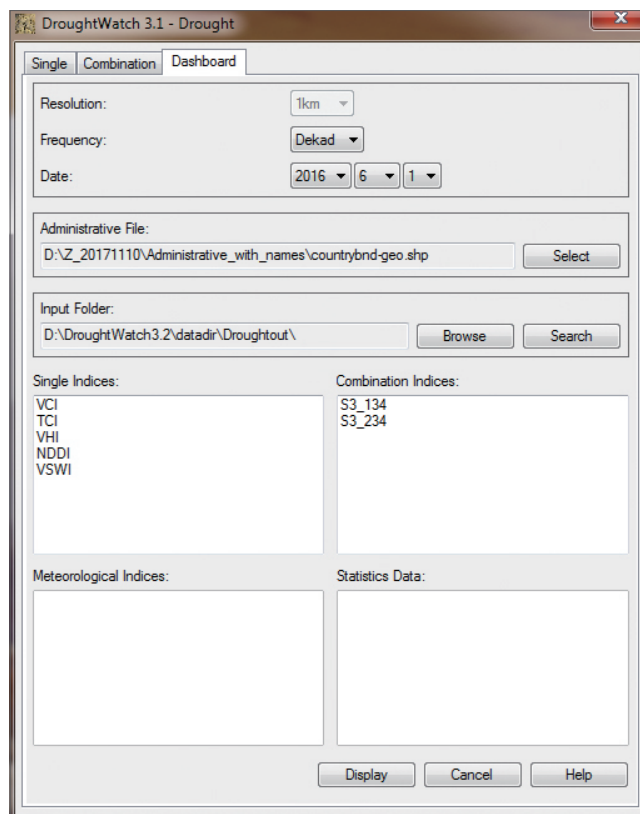 DroughtWatch 3.1 - Drought
Single Combination Dashboard
Resolution: 1km
Frequency: Dekad
Date: 2016 6 1
Administrative File:
D:\Z_20171110\Administrative_with_names\countrybnd-geo.shp Select
Input Folder:
D:\DroughtWatch3.2\datadir\Droughtout\ Browse Search
Single Indices: Combination Indices:
VCI S3_134
TCI S3_234
VHI
NDDI
VSWI
Meteorological Indices: Statistics Data:
Display Cancel Help